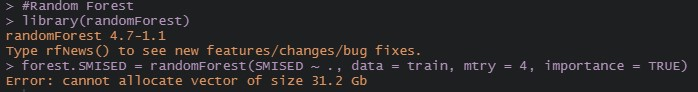 > #Random Forest
> library(randomForest)
randomForest 4.7-1.1
Type rfNews() to see new features/changes/bug fixes.
> forest.SMISED = randomForest(SMISED ~ ., data = train, mtry = 4, importance = TRUE)
Error: cannot allocate vector of size 31.2 Gb